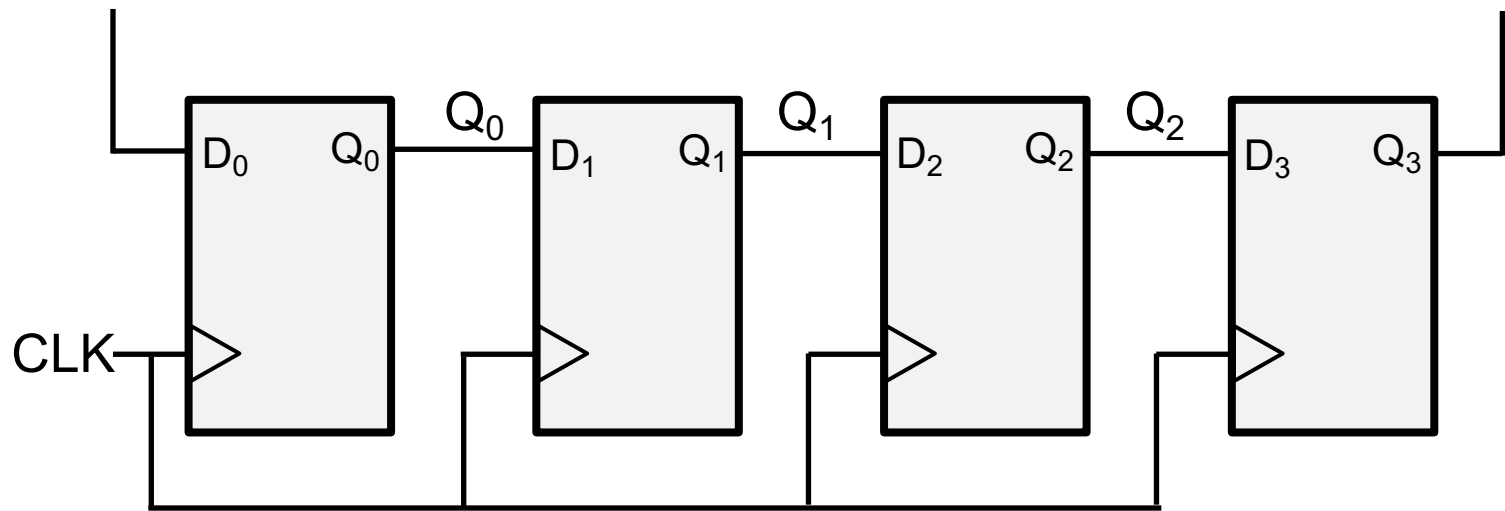 Q₀ Q₁ Q₂
D₀ Q₀ D₁ Q₁ D₂ Q₂ D₃ Q₃
CLK